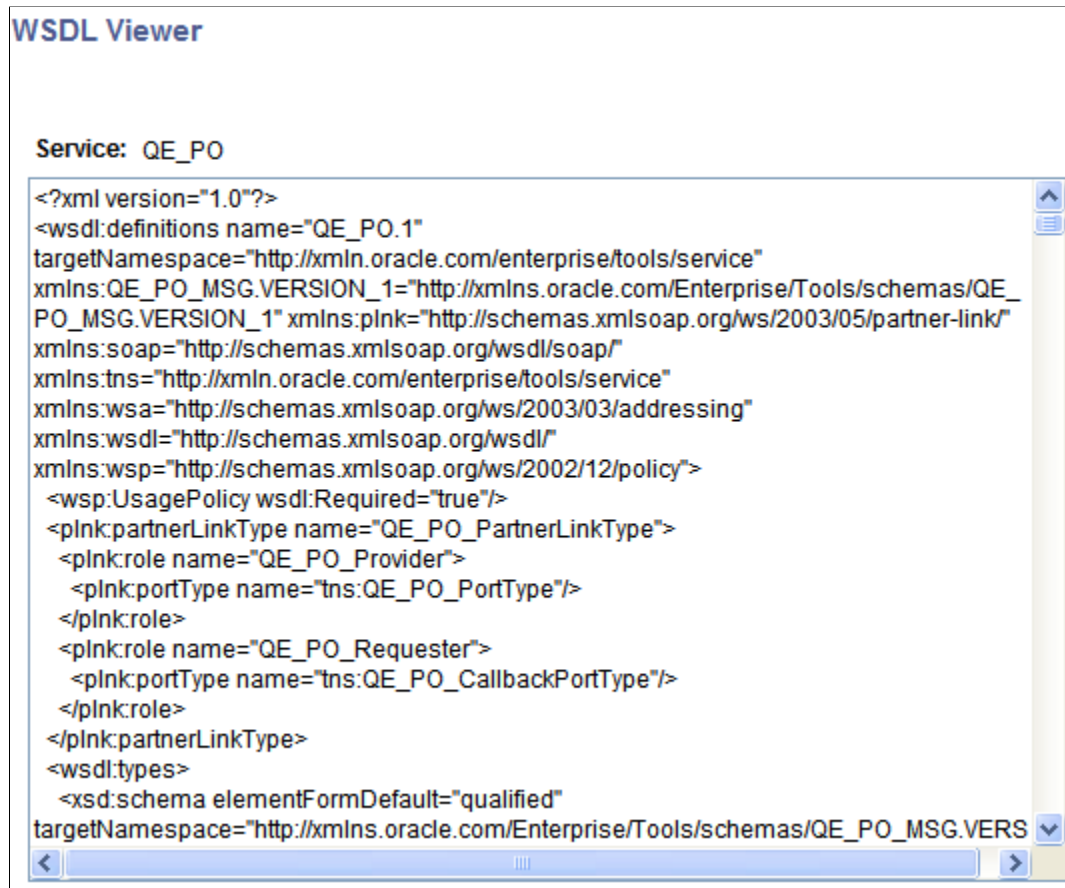 WSDL Viewer
Service: QE_PO
<?xml version="1.0"?>
<wsdl:definitions name="QE_PO.1"
targetNamespace="http://xmln.oracle.com/enterprise/tools/service"
xmlns:QE_PO_MSG.VERSION_1="http://xmlns.oracle.com/Enterprise/Tools/schemas/QE_
PO_MSG.VERSION_1" xmlns:plnk="http://schemas.xmlsoap.org/ws/2003/05/partner-link/"
xmlns:soap="http://schemas.xmlsoap.org/wsdl/soap/"
xmlns:tns="http://xmln.oracle.com/enterprise/tools/service"
xmlns:wsa="http://schemas.xmlsoap.org/ws/2003/03/addressing"
xmlns:wsdl="http://schemas.xmlsoap.org/wsdl/"
xmlns:wsp="http://schemas.xmlsoap.org/ws/2002/12/policy">
<wsp:UsagePolicy wsdl:Required="true"/>
<plnk:partnerLinkType name="QE_PO_PartnerLinkType">
<plnk:role name="QE_PO_Provider">
<plnk:portType name="tns:QE_PO_PortType"/>
</plnk:role>
<plnk:role name="QE_PO_Requester">
<plnk:portType name="tns:QE_PO_CallbackPortType"/>
</plnk:role>
</plnk:partnerLinkType>
<wsdl:types>
<xsd:schema elementFormDefault="qualified"
targetNamespace="http://xmlns.oracle.com/Enterprise/Tools/schemas/QE_PO_MSG.VERS